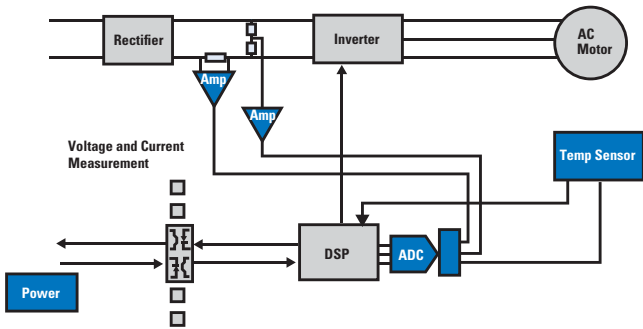 Rectifier
Inverter
AC
Motor
Amp
Amp
Voltage and Current
Measurement
Temp Sensor
DSP
ADC
Power